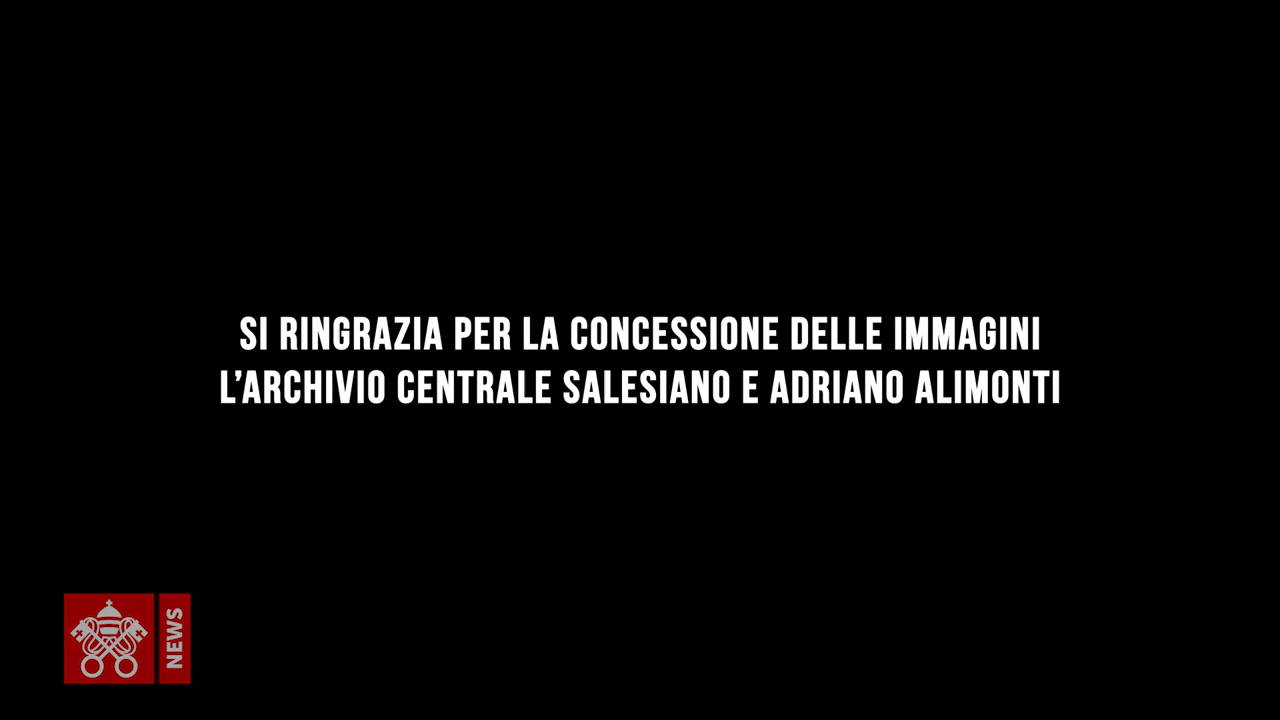 SI RINGRAZIA PER LA CONCESSIONE DELLE IMMAGINI
L’ARCHIVIO CENTRALE SALESIANO E ADRIANO ALIMONTI
NEWS